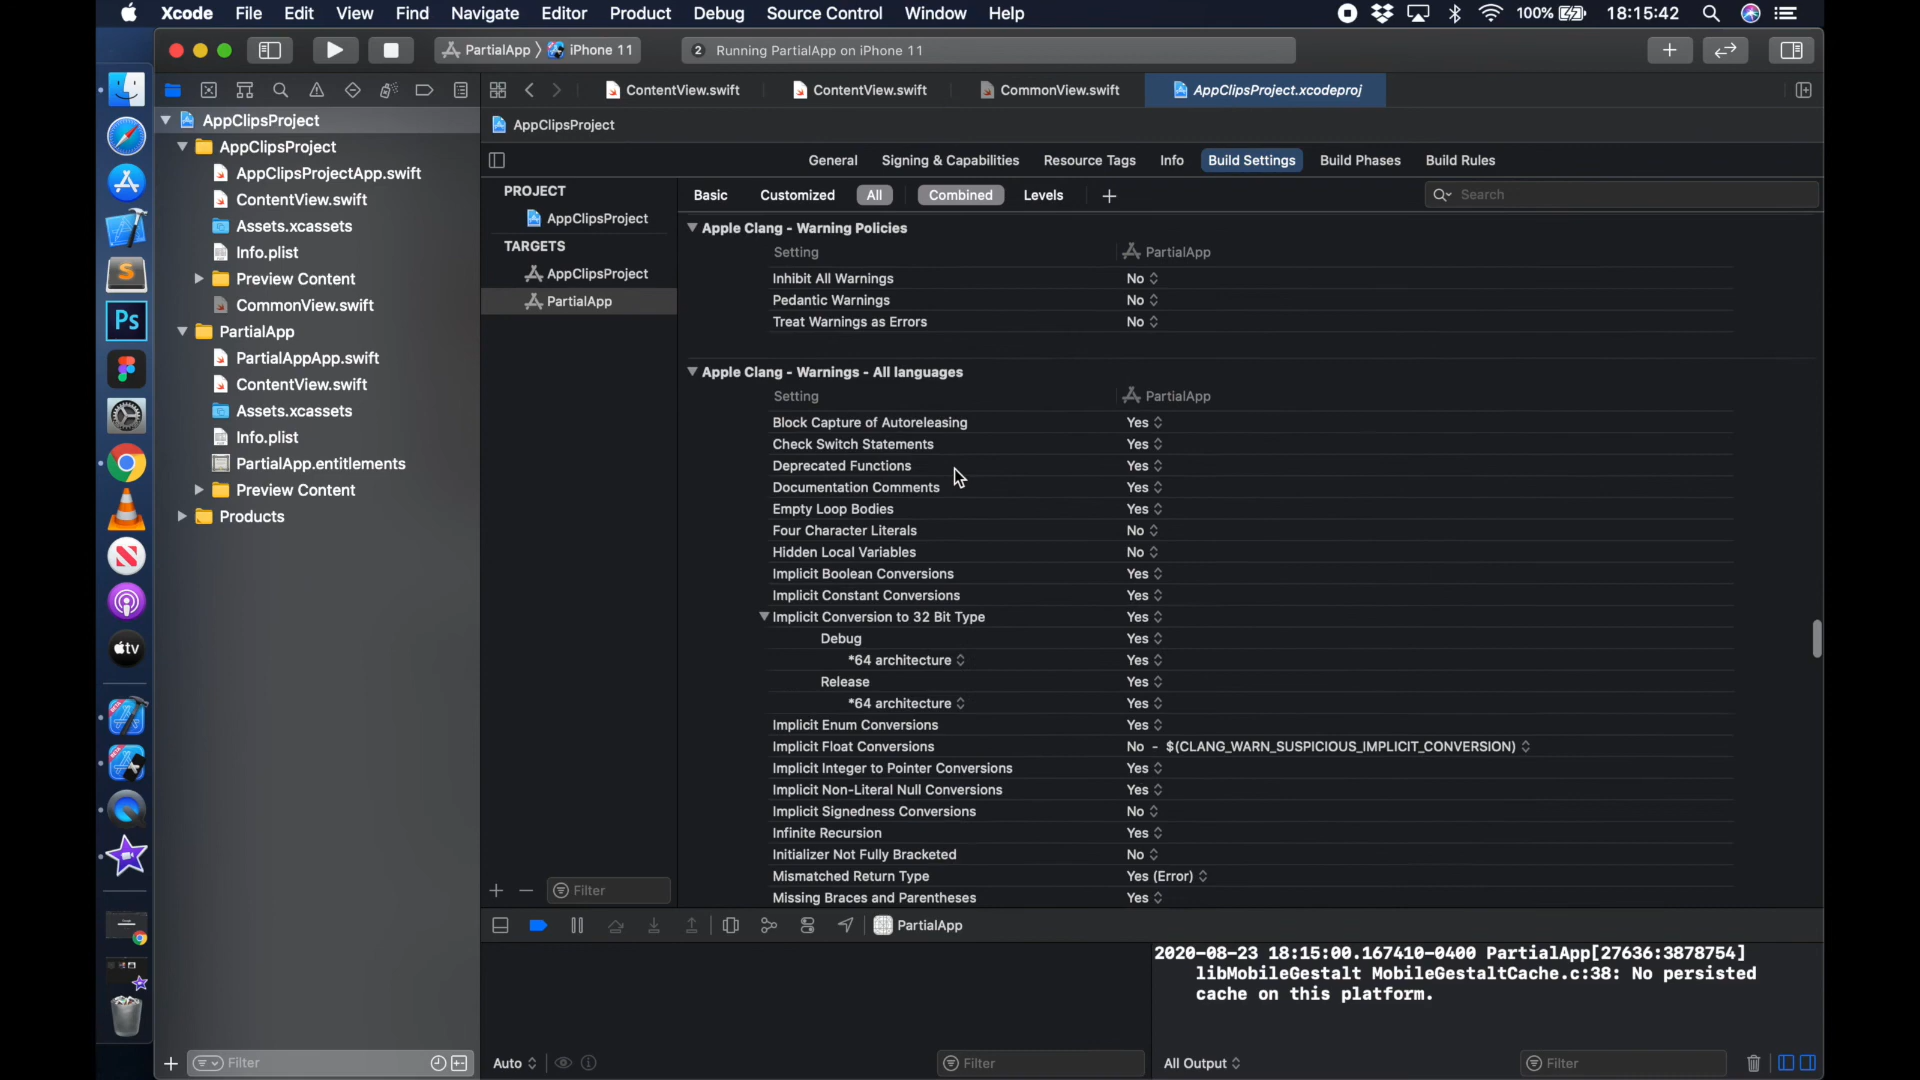 Xcode File Edit View Find Navigate Editor Product Debug Source Control Window Help 100% 18:15:42
PartialApp iPhone 11 2 Running PartialApp on iPhone 11
ContentView.swift ContentView.swift CommonView.swift AppClipsProject.xcodeproj
AppClipsProject
AppClipsProject
AppClipsProject
AppClipsProjectApp.swift
ContentView.swift
Assets.xcassets
Info.plist
Preview Content
CommonView.swift
PartialApp
PartialAppApp.swift
ContentView.swift
Assets.xcassets
Info.plist
PartialApp.entitlements
Preview Content
Products
Filter
General Signing & Capabilities Resource Tags Info Build Settings Build Phases Build Rules
PROJECT
AppClipsProject
TARGETS
AppClipsProject
PartialApp
Filter
Basic Customized All Combined Levels Search
Apple Clang - Warning Policies
Setting PartialApp
Inhibit All Warnings No
Pedantic Warnings No
Treat Warnings as Errors No
Apple Clang - Warnings - All languages
Setting PartialApp
Block Capture of Autoreleasing Yes
Check Switch Statements Yes
Deprecated Functions Yes
Documentation Comments Yes
Empty Loop Bodies Yes
Four Character Literals No
Hidden Local Variables No
Implicit Boolean Conversions Yes
Implicit Constant Conversions Yes
Implicit Conversion to 32 Bit Type Yes
Debug Yes
*64 architecture Yes
Release Yes
*64 architecture Yes
Implicit Enum Conversions Yes
Implicit Float Conversions No - $(CLANG_WARN_SUSPICIOUS_IMPLICIT_CONVERSION)
Implicit Integer to Pointer Conversions Yes
Implicit Non-Literal Null Conversions Yes
Implicit Signedness Conversions No
Infinite Recursion Yes
Initializer Not Fully Bracketed No
Mismatched Return Type Yes (Error)
Missing Braces and Parentheses Yes
PartialApp
2020-08-23 18:15:00.167410-0400 PartialApp[27636:3878754]
libMobileGestalt MobileGestaltCache.c:38: No persisted
cache on this platform.
Auto Filter All Output Filter
Ps
S
tv